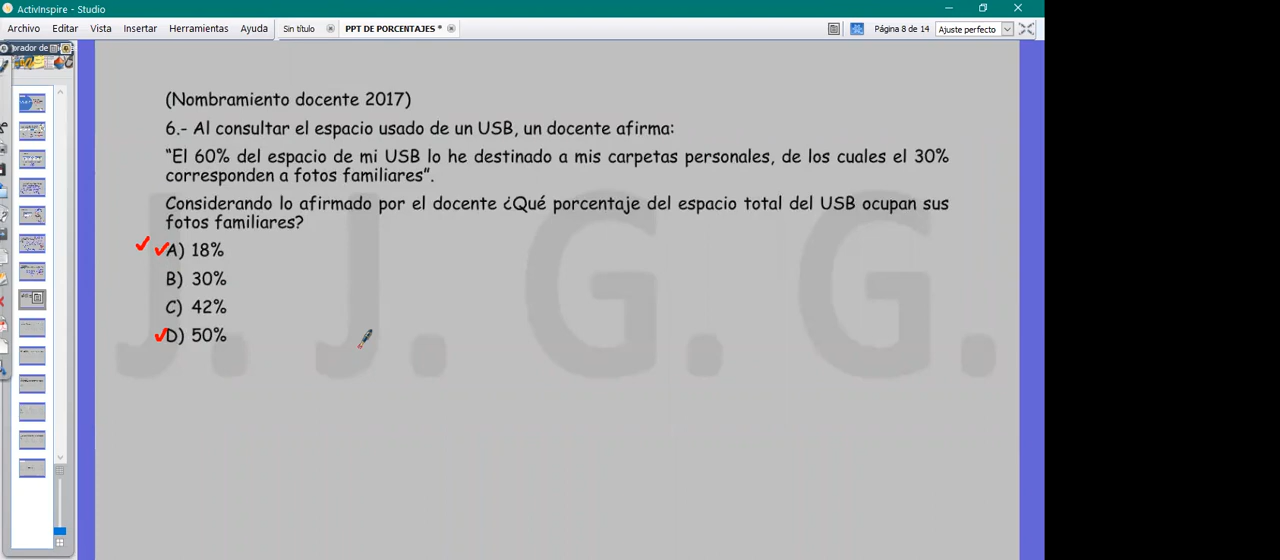 ActivInspire - Studio
Archivo Editar Vista Insertar Herramientas Ayuda Sin título PPT DE PORCENTAJES * Página 8 de 14 Ajuste perfecto
(Nombramiento docente 2017)
6.- Al consultar el espacio usado de un USB, un docente afirma:
“El 60% del espacio de mi USB lo he destinado a mis carpetas personales, de los cuales el 30%
corresponden a fotos familiares”.
Considerando lo afirmado por el docente ¿Qué porcentaje del espacio total del USB ocupan sus
fotos familiares?
A) 18%
B) 30%
C) 42%
D) 50%
J. J. G. G.